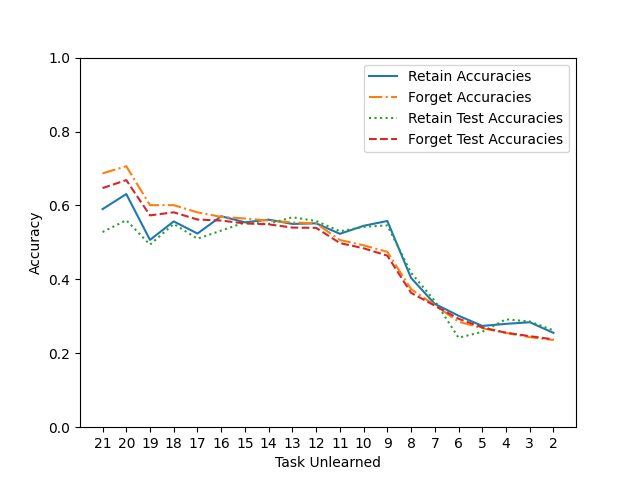 1.0
0.8
0.6
0.4
0.2
0.0
Accuracy
Retain Accuracies
Forget Accuracies
Retain Test Accuracies
Forget Test Accuracies
21 20 19 18 17 16 15 14 13 12 11 10 9 8 7 6 5 4 3 2
Task Unlearned